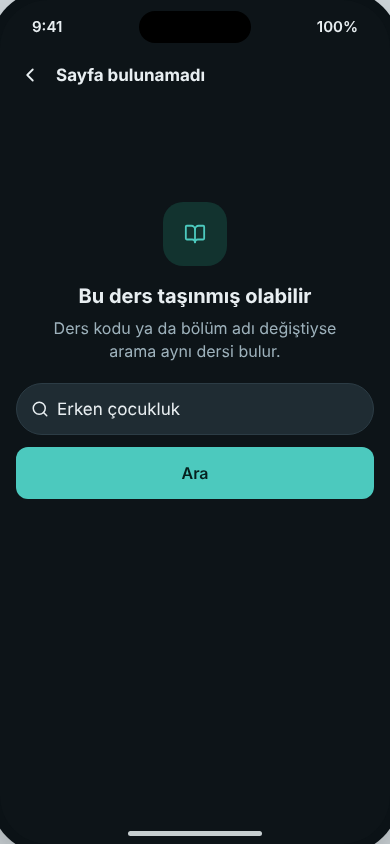 9:41
100%
Sayfa bulunamadı
Bu ders taşınmış olabilir
Ders kodu ya da bölüm adı değiştiyse
arama aynı dersi bulur.
Erken çocukluk
Ara